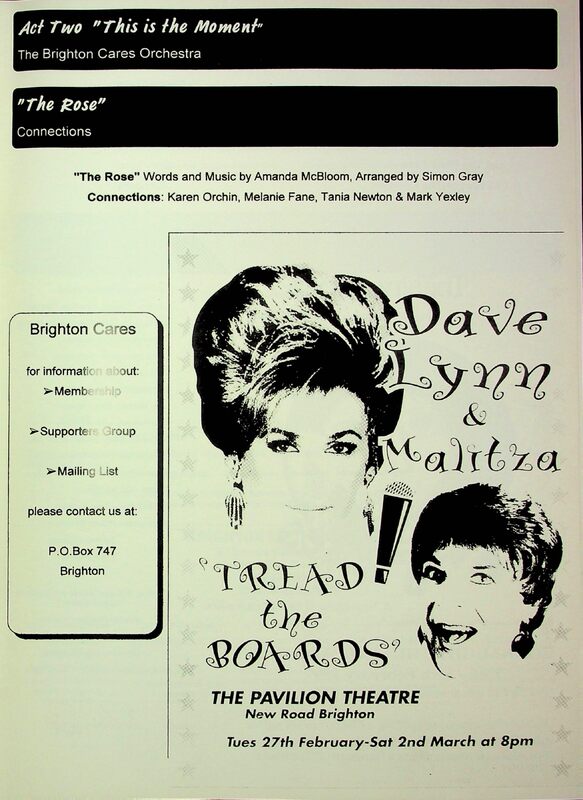 Act Two "This is the Moment"
The Brighton Cares Orchestra
"The Rose"
Connections
"The Rose" Words and Music by Amanda McBloom, Arranged by Simon Gray
Connections: Karen Orchin, Melanie Fane, Tania Newton & Mark Yexley
Brighton Cares
for information about:
➢Membership
➢Supporters Group
➢Mailing List
please contact us at:
P.O.Box 747
Brighton
Dave
Lynn
&
Malitza
'TREAD
the
BOARDS'
THE PAVILION THEATRE
New Road Brighton
Tues 27th February-Sat 2nd March at 8pm